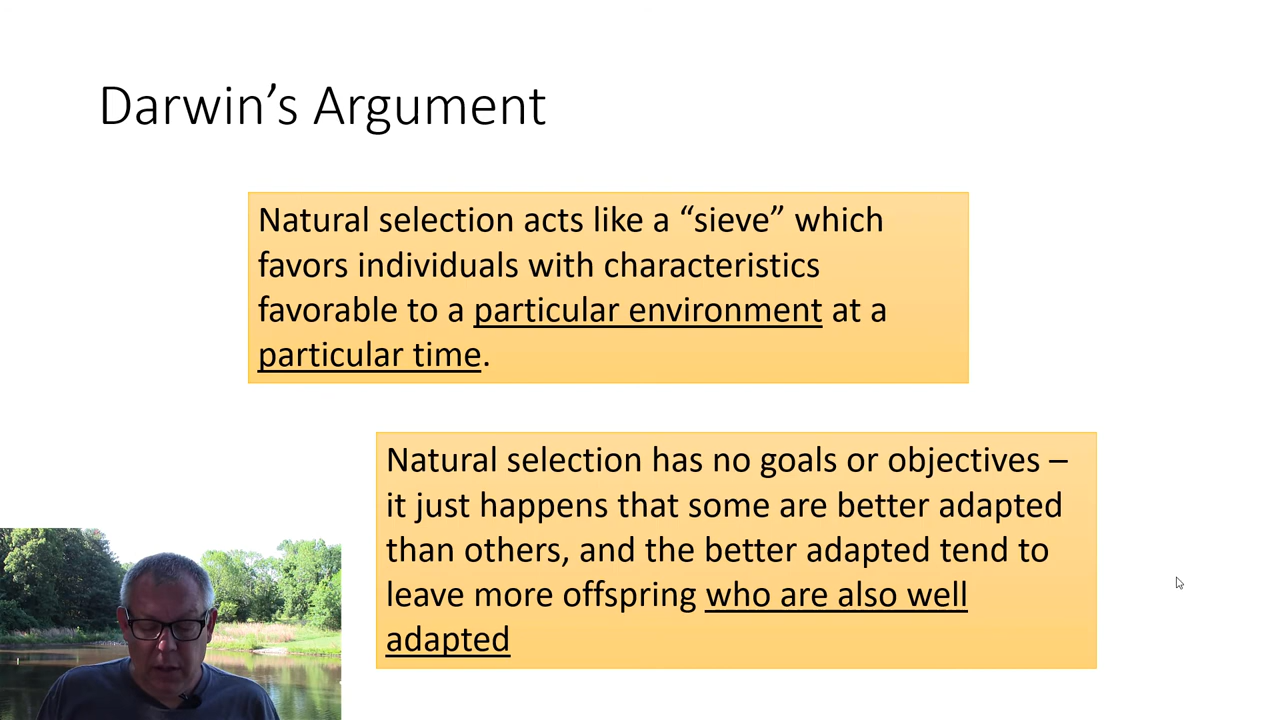 Darwin’s Argument
Natural selection acts like a “sieve” which
favors individuals with characteristics
favorable to a particular environment at a
particular time.
Natural selection has no goals or objectives –
it just happens that some are better adapted
than others, and the better adapted tend to
leave more offspring who are also well
adapted